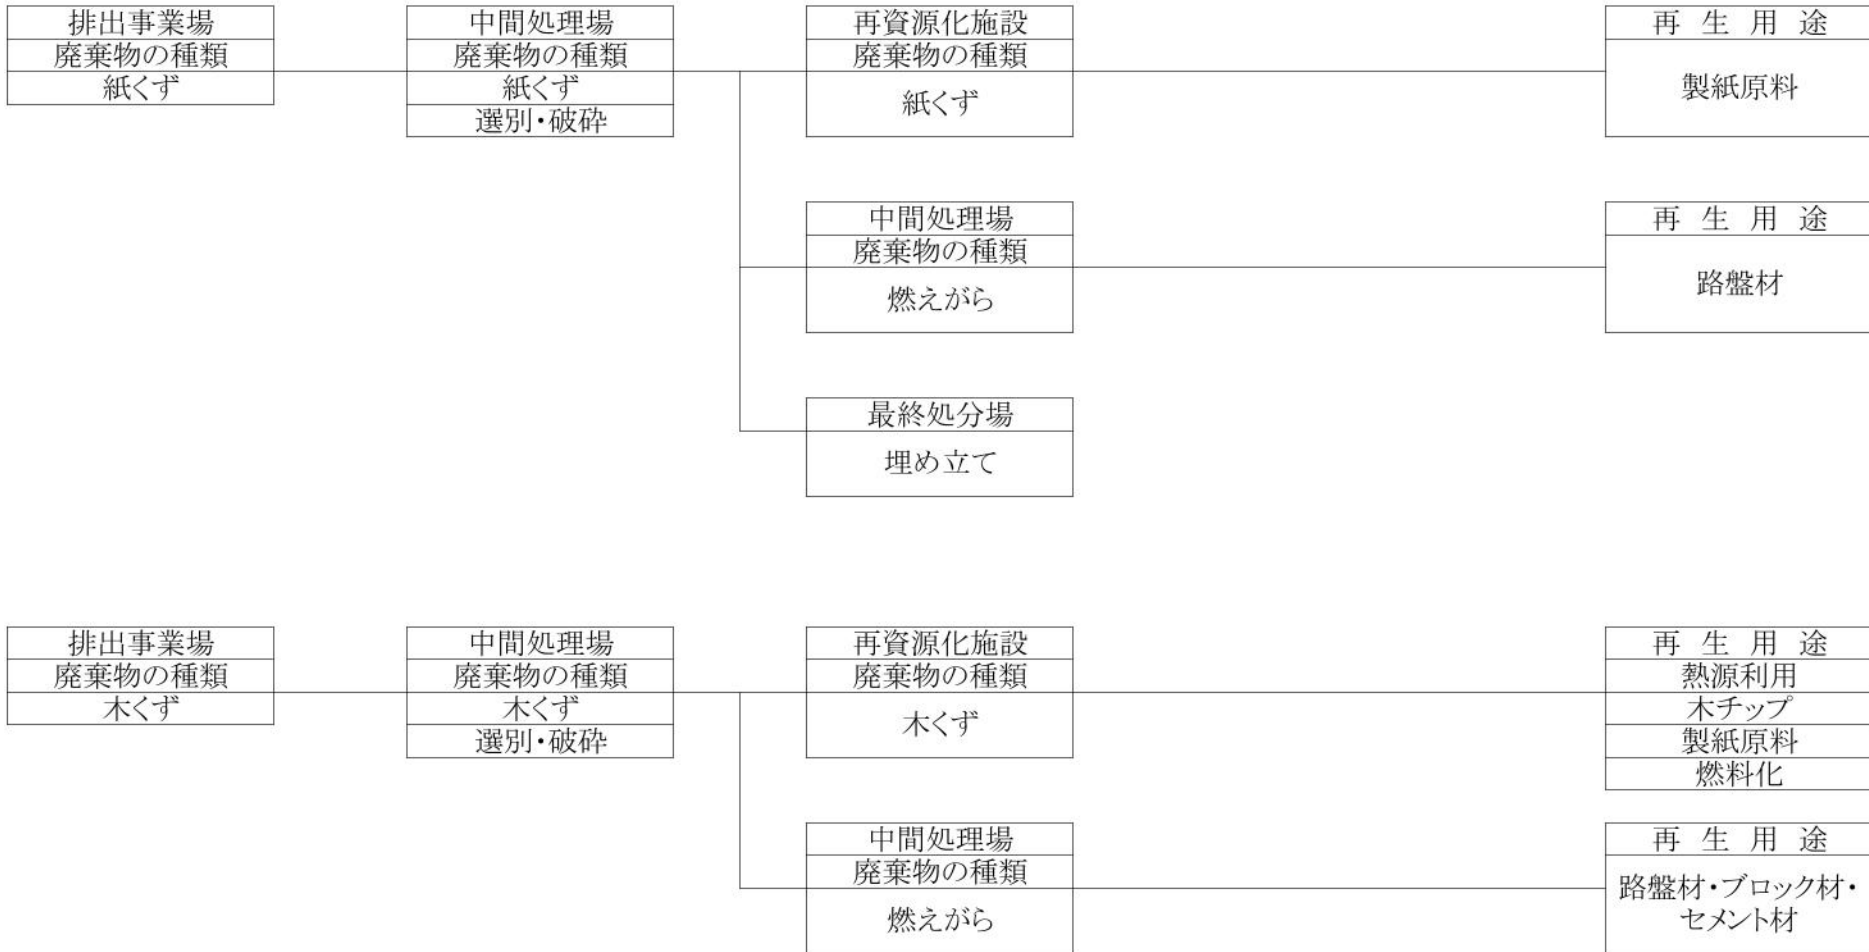 排出事業場
廃棄物の種類
紙くず
中間処理場
廃棄物の種類
紙くず
選別・破砕
再資源化施設
廃棄物の種類
紙くず
再 生 用 途
製紙原料
中間処理場
廃棄物の種類
燃えがら
再 生 用 途
路盤材
最終処分場
埋め立て
排出事業場
廃棄物の種類
木くず
中間処理場
廃棄物の種類
木くず
選別・破砕
再資源化施設
廃棄物の種類
木くず
再 生 用 途
熱源利用
木チップ
製紙原料
燃料化
中間処理場
廃棄物の種類
燃えがら
再 生 用 途
路盤材・ブロック材・
セメント材